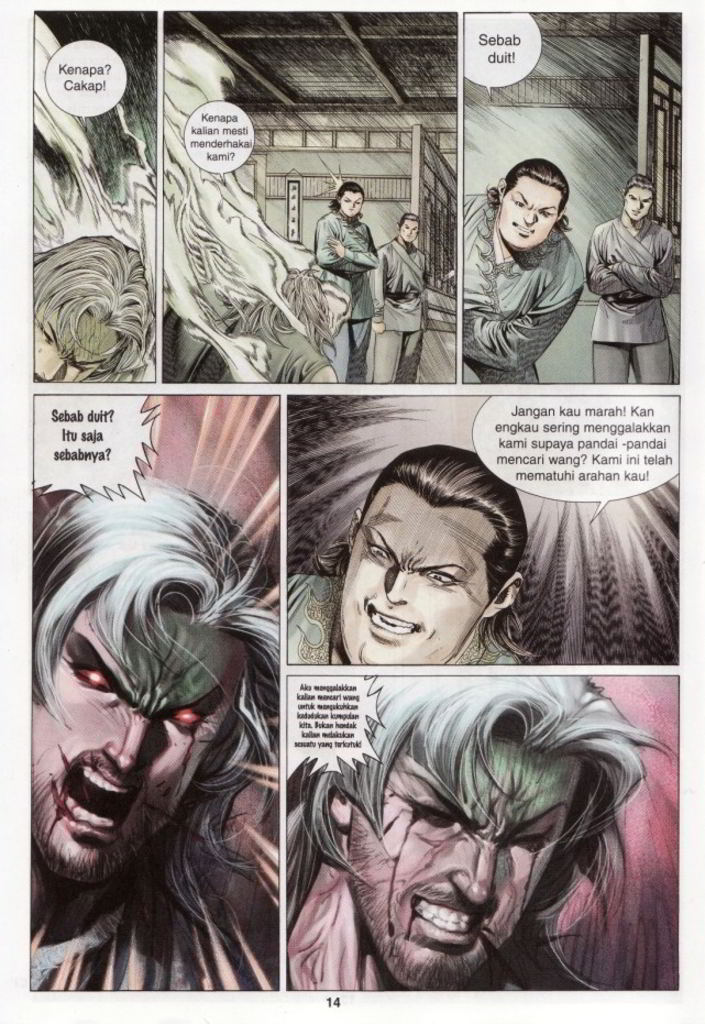 Kenapa?
Cakap!
Kenapa
kalian mesti
menderhakai
kami?
Sebab
duit!
Sebab duit?
Itu saja
sebabnya?
Jangan kau marah! Kan
engkau sering menggalakkan
kami supaya pandai -pandai
mencari wang? Kami ini telah
mematuhi arahan kau!
Aku menggalakkan
kalian mencari wang
untuk mengukuhkan
kedudukan kumpulan
kita. Bukan hendak
kalian melakukan
sesuatu yang terkutuk!
14